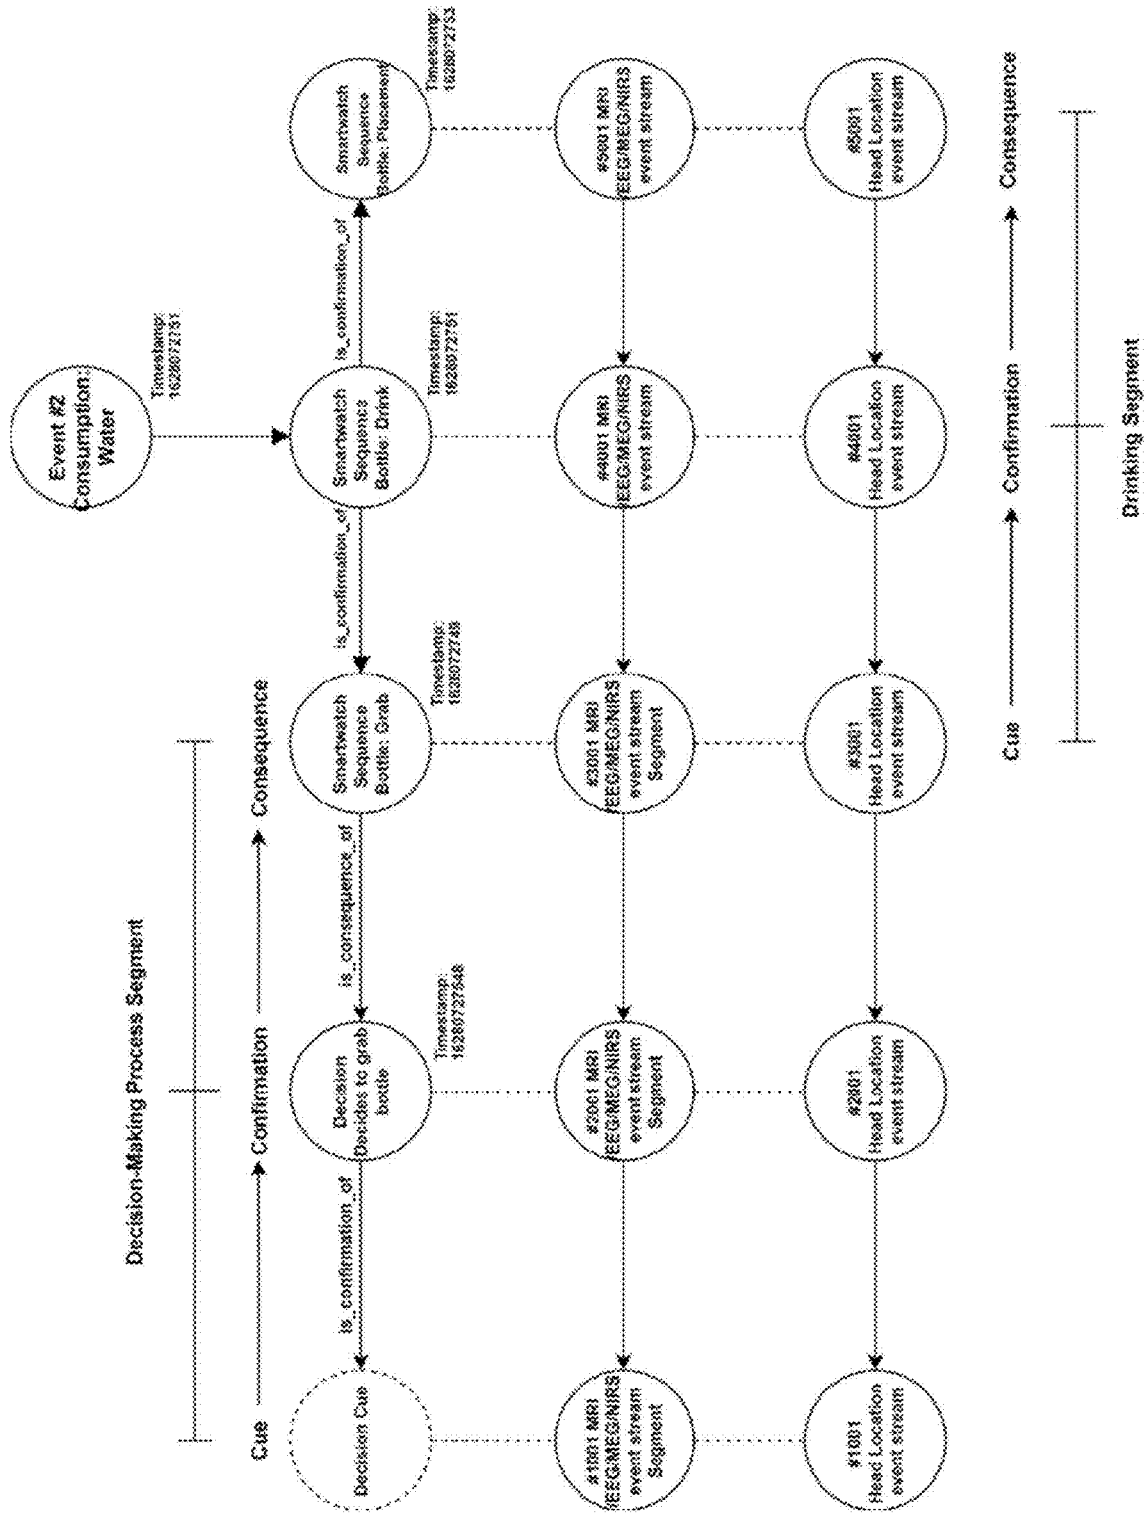 Event #2
Consumption:
Water
Timestamp:
1628072751
Decision-Making Process Segment
Cue
Confirmation
Consequence
Decision Cue
is_confirmation_of
Decision
Decides to grab
bottle
Timestamp:
is_consequence_of
Smartwatch
Sequence
Bottle: Grab
Timestamp:
is_confirmation_of
Smartwatch
Sequence
Bottle: Drink
Timestamp:
1628072751
is_confirmation_of
Smartwatch
Sequence
Bottle: Placement
Timestamp:
1628072753
#1001 MRI
/EEG/MEG/NIRS
event stream
Segment
MRI
/EEG/MEG/NIRS
event stream
Segment
#3001 MRI
/EEG/MEG/NIRS
event stream
Segment
#4001 MRI
/EEG/MEG/NIRS
event stream
#5001 MRI
/EEG/MEG/NIRS
event stream
#1001
Head Location
event stream
#2001
Head Location
event stream
#3001
Head Location
event stream
#4001
Head Location
event stream
#5001
Head Location
event stream
Cue
Confirmation
Consequence
Drinking Segment